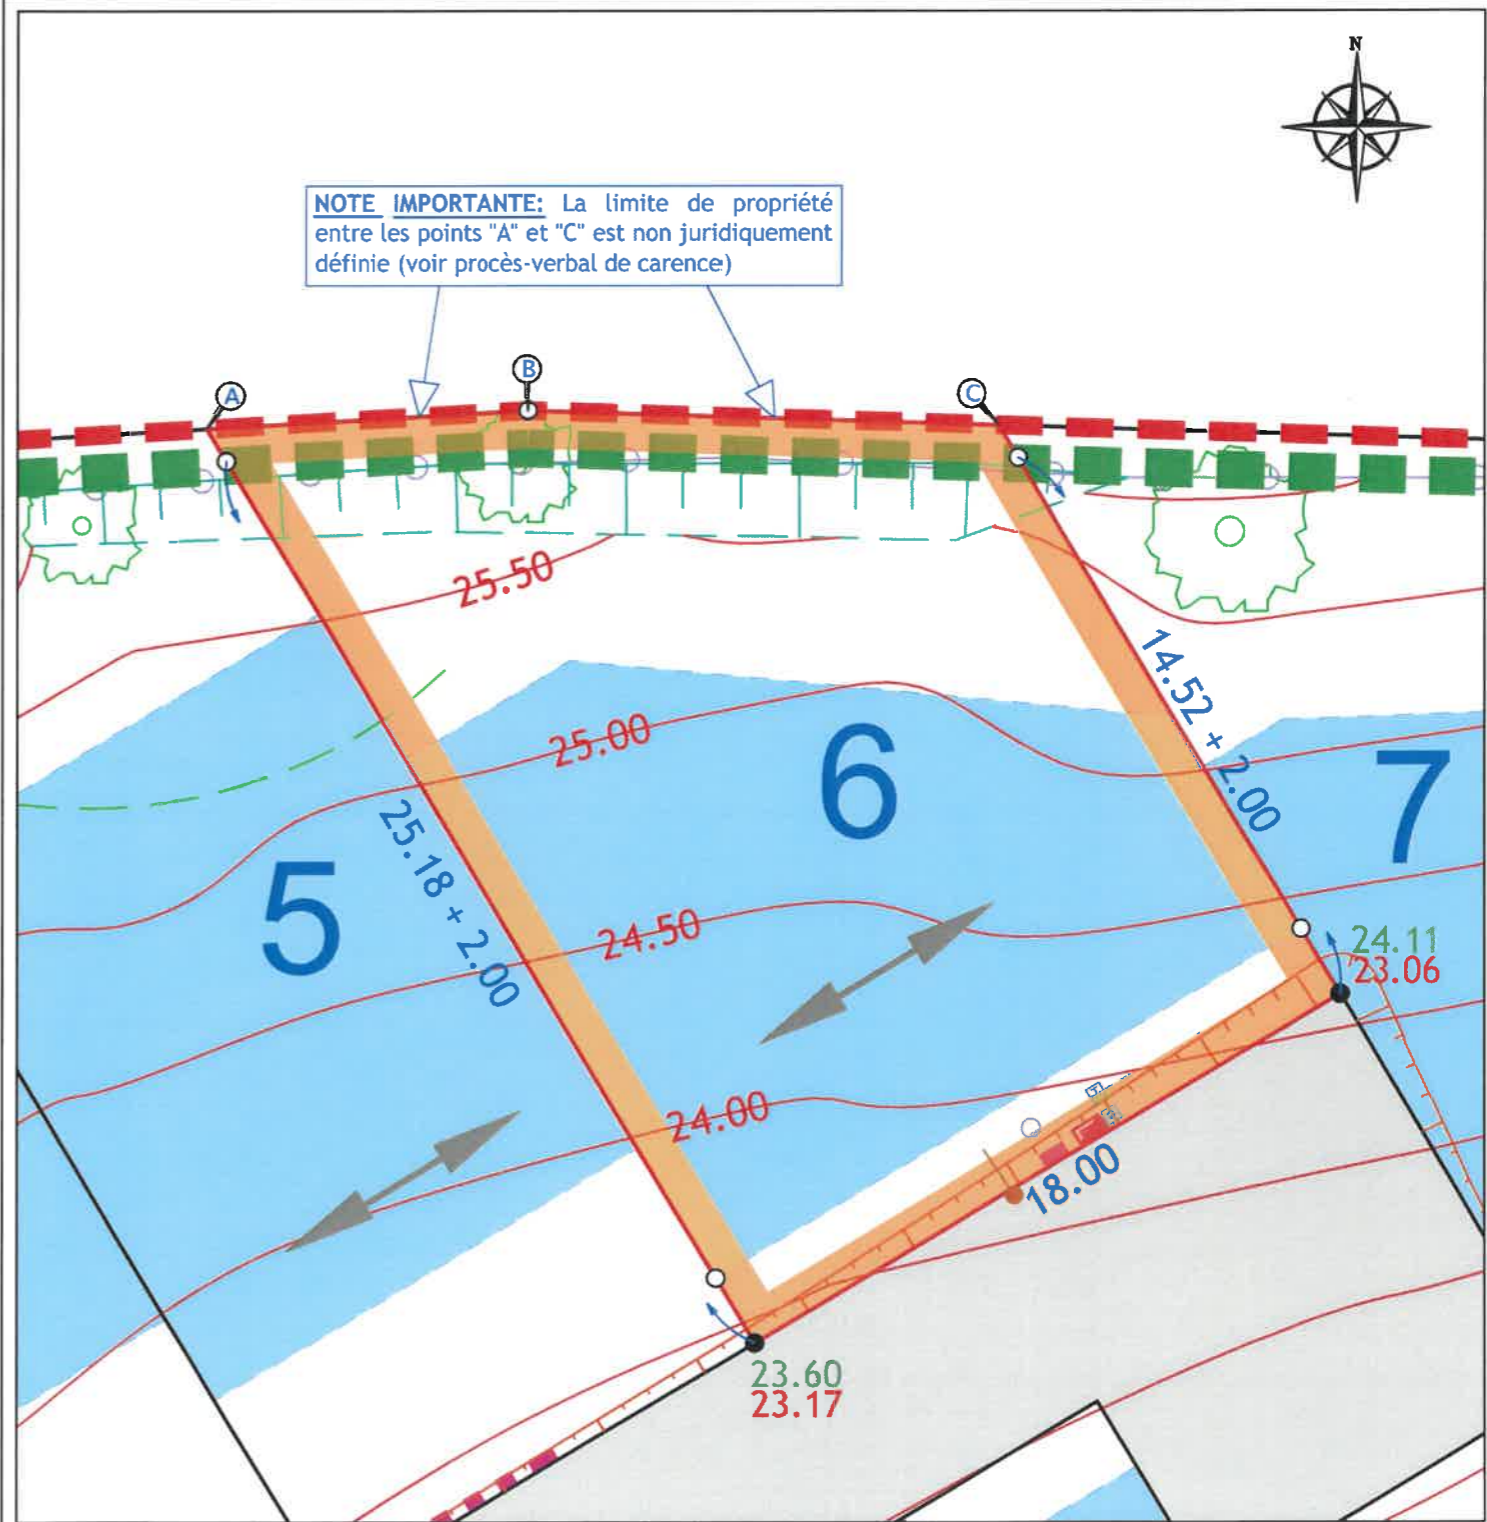 N
NOTE IMPORTANTE: La limite de propriété
entre les points "A" et "C" est non juridiquement
définie (voir procès-verbal de carence)
A
B
C
25.50
14.52 + 2.00
25.00
6
7
25.18 + 2.00
5
24.50
24.11
23.06
24.00
18.00
23.60
23.17